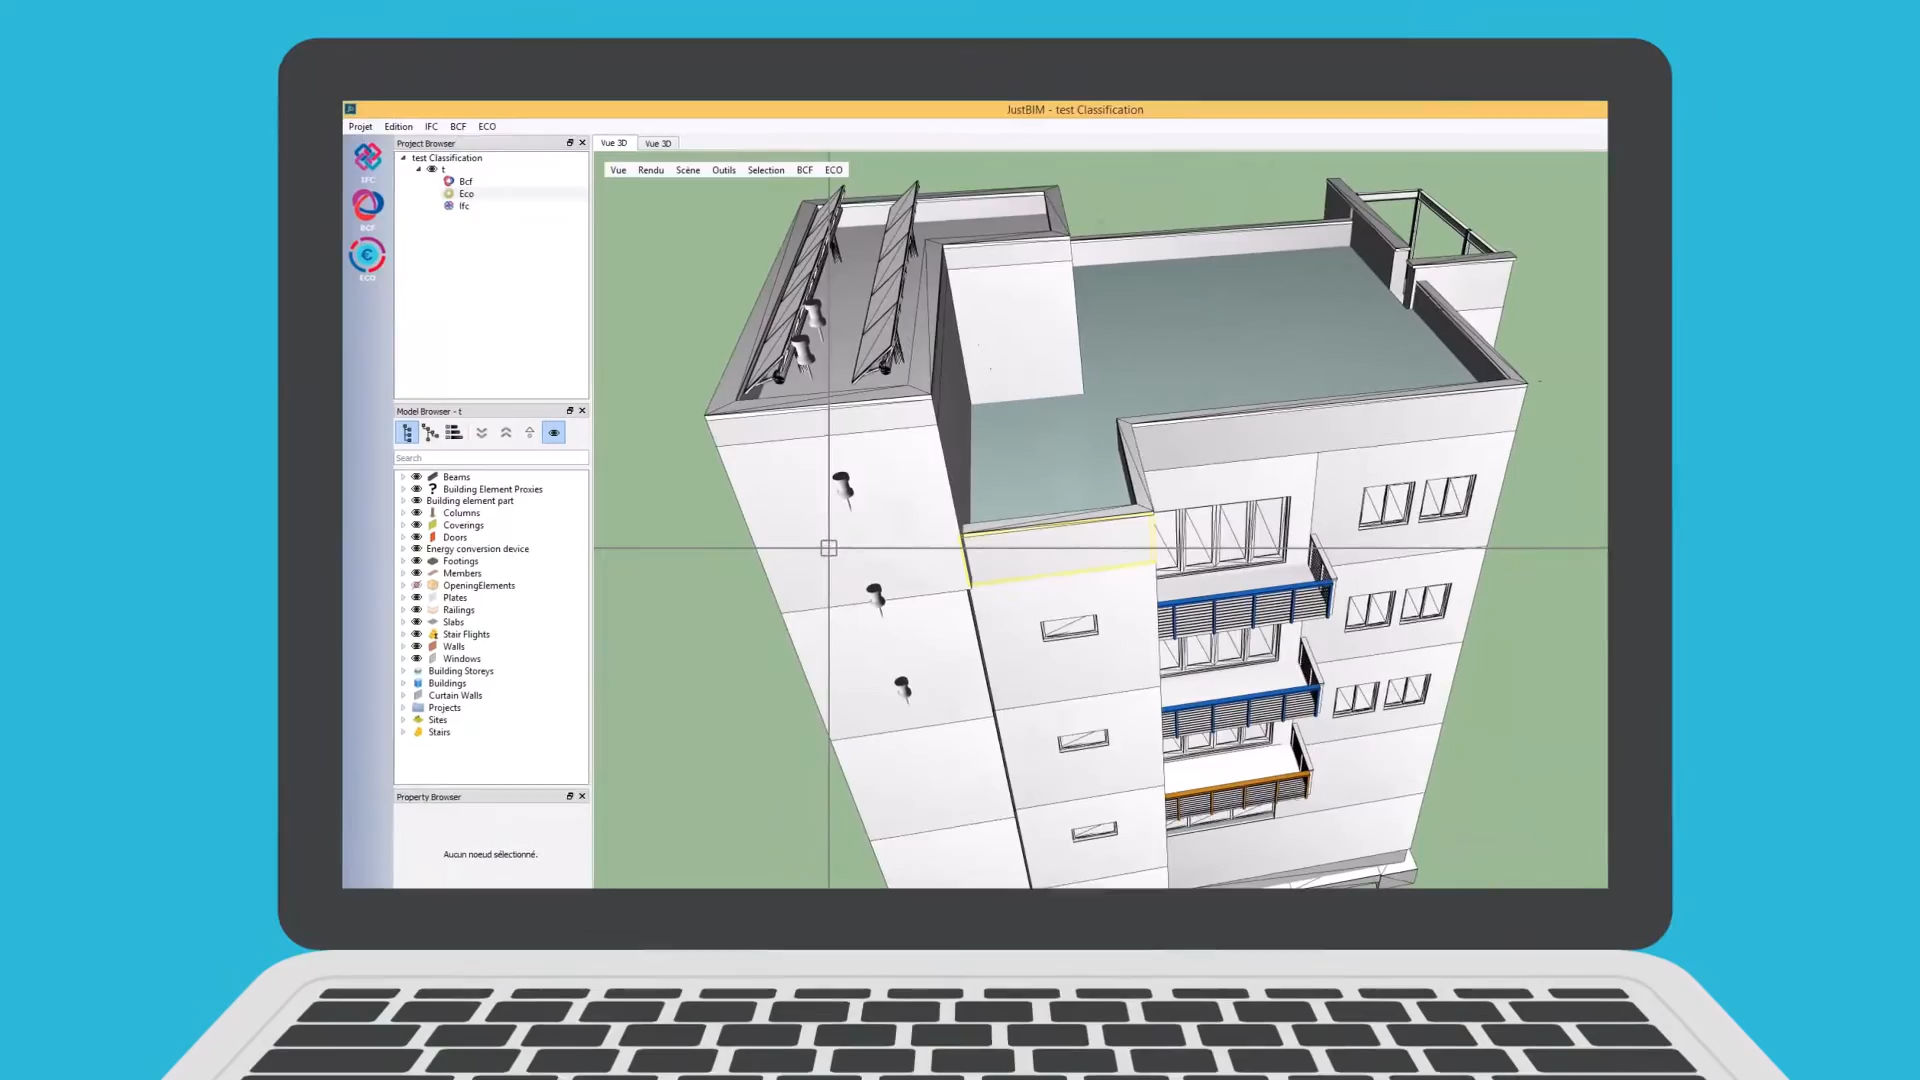 JustBIM - test Classification
Projet Edition IFC BCF ECO
IFC
BCF
ECO
Project Browser
test Classification
t
Bcf
Eco
Ifc
Model Browser - t
Search
Beams
Building Element Proxies
Building element part
Columns
Coverings
Doors
Energy conversion device
Footings
Members
OpeningElements
Plates
Railings
Slabs
Stair Flights
Walls
Windows
Building Storeys
Buildings
Curtain Walls
Projects
Sites
Stairs
Property Browser
Aucun noeud sélectionné.
Vue 3D Vue 3D
Vue Rendu Scène Outils Selection BCF ECO